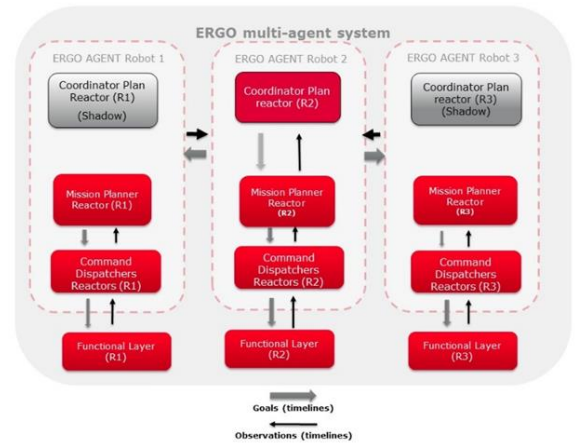 ERGO multi-agent system
ERGO AGENT Robot 1
Coordinator Plan
Reactor (R1)
(Shadow)
Mission Planner
Reactor (R1)
Command
Dispatchers
Reactors (R1)
Functional Layer
(R1)
ERGO AGENT Robot 2
Coordinator Plan
reactor (R2)
Mission Planner
Reactor
(R2)
Command
Dispatchers
Reactors (R2)
Functional Layer
(R2)
ERGO AGENT Robot 3
Coordinator Plan
reactor (R3)
(Shadow)
Mission Planner
Reactor
(R3)
Command
Dispatchers
Reactors (R3)
Functional Layer
(R3)
Goals (timelines)
Observations (timelines)